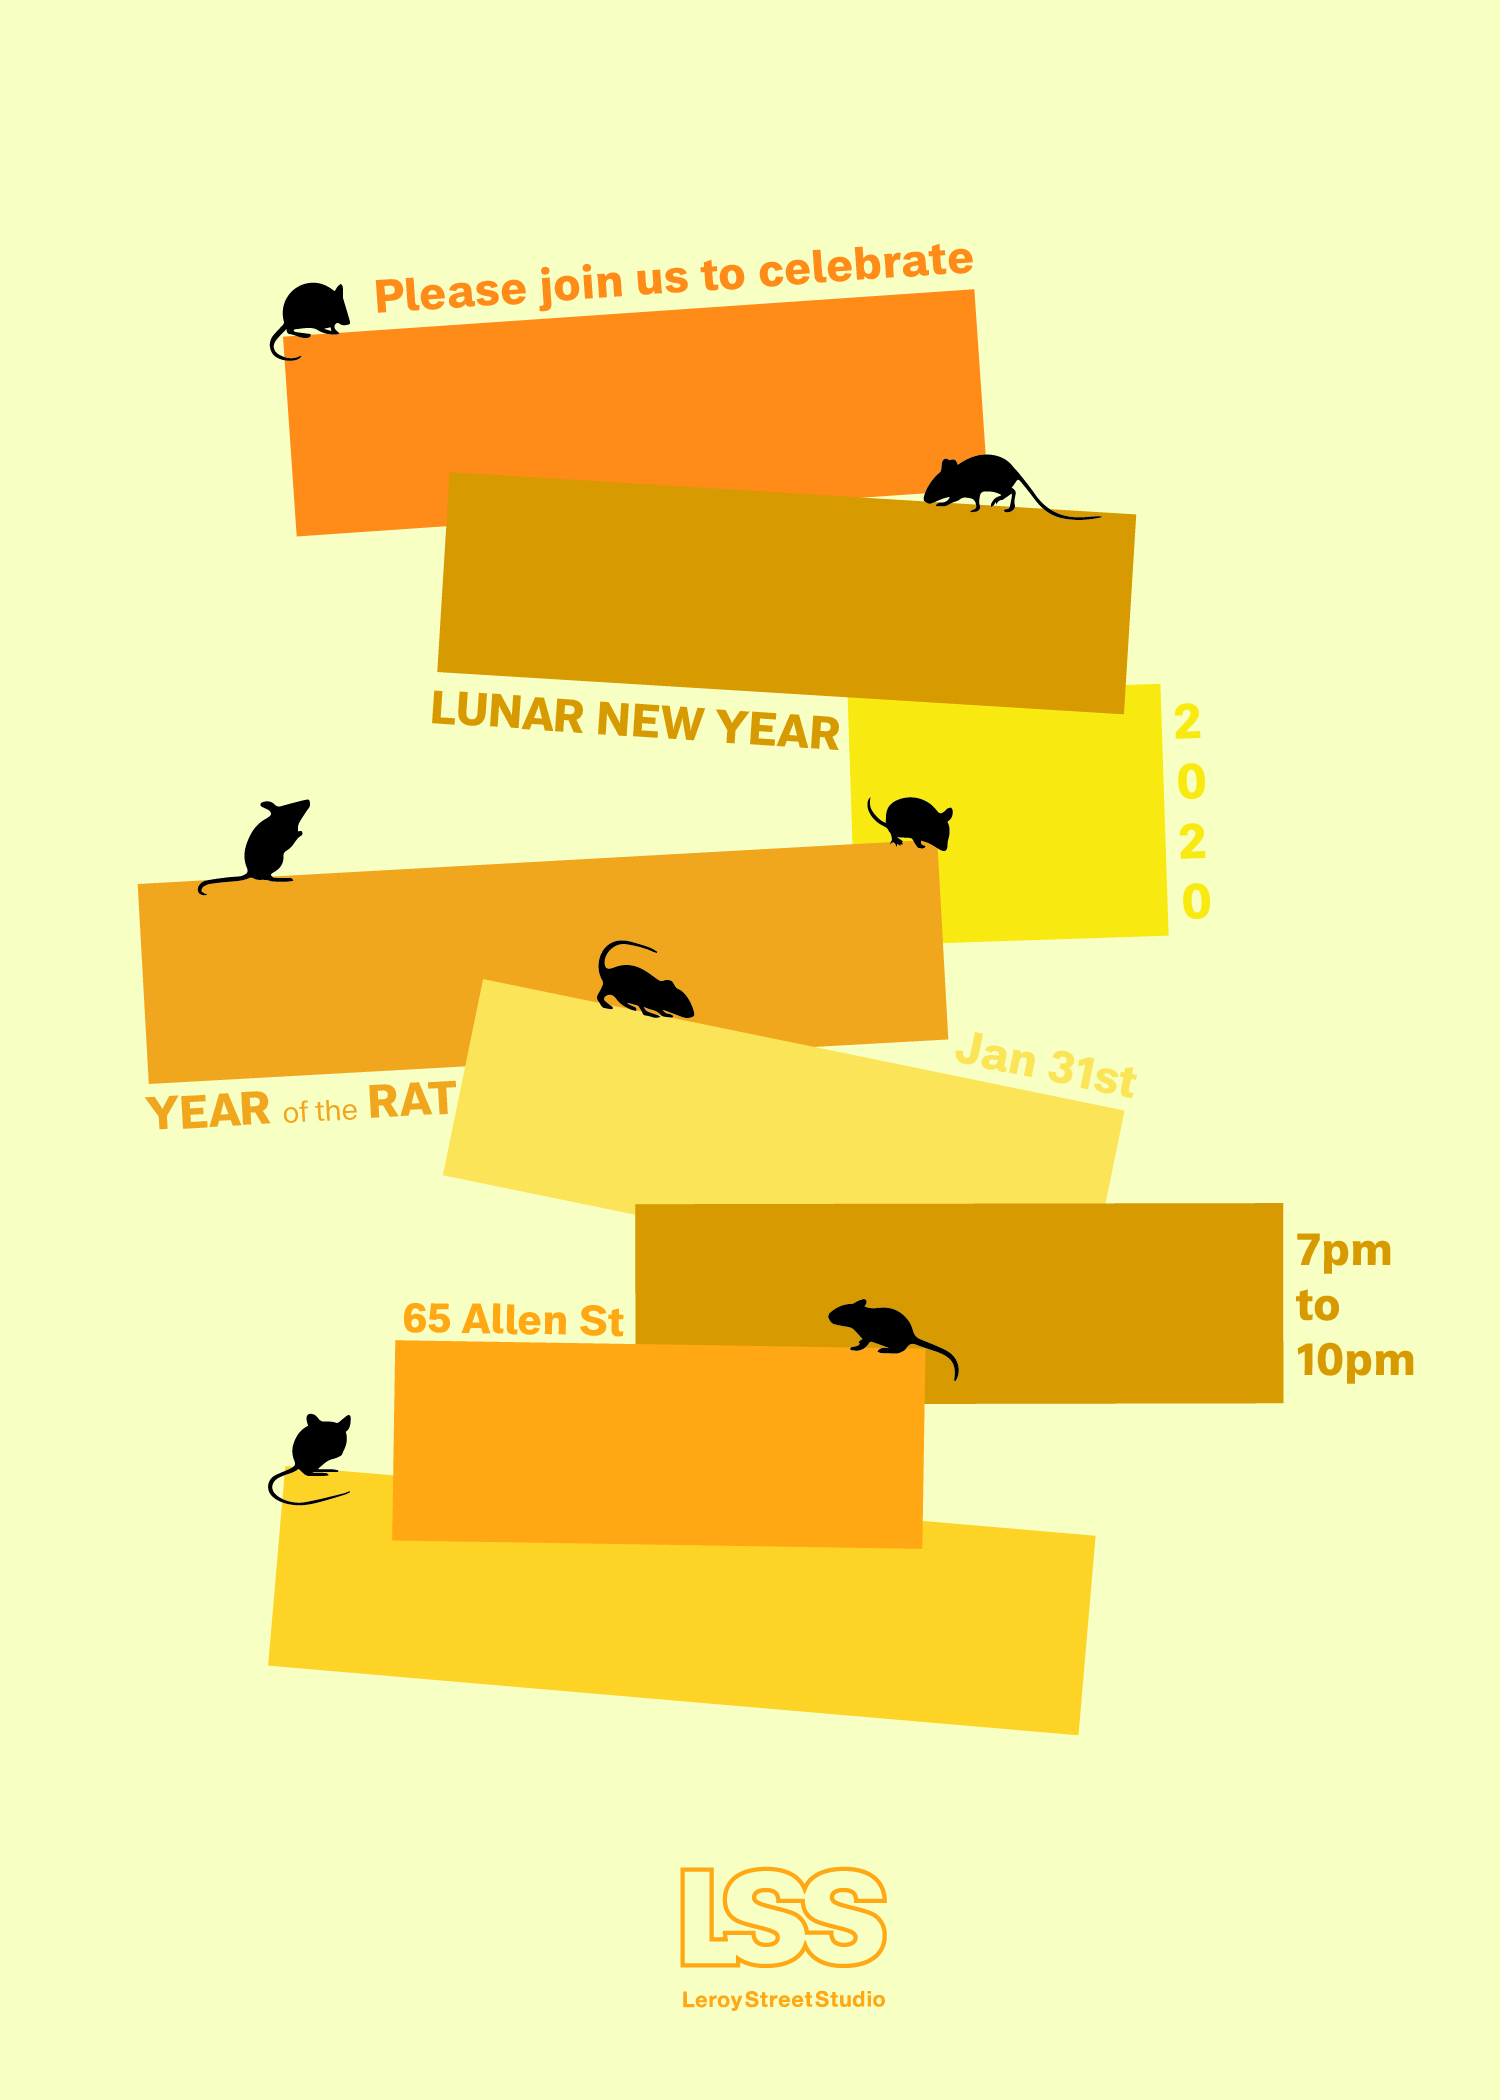 Please join us to celebrate
LUNAR NEW YEAR
2
0
2
0
YEAR of the RAT
Jan 31st
7pm
to
10pm
65 Allen St
LSS
LeroyStreetStudio